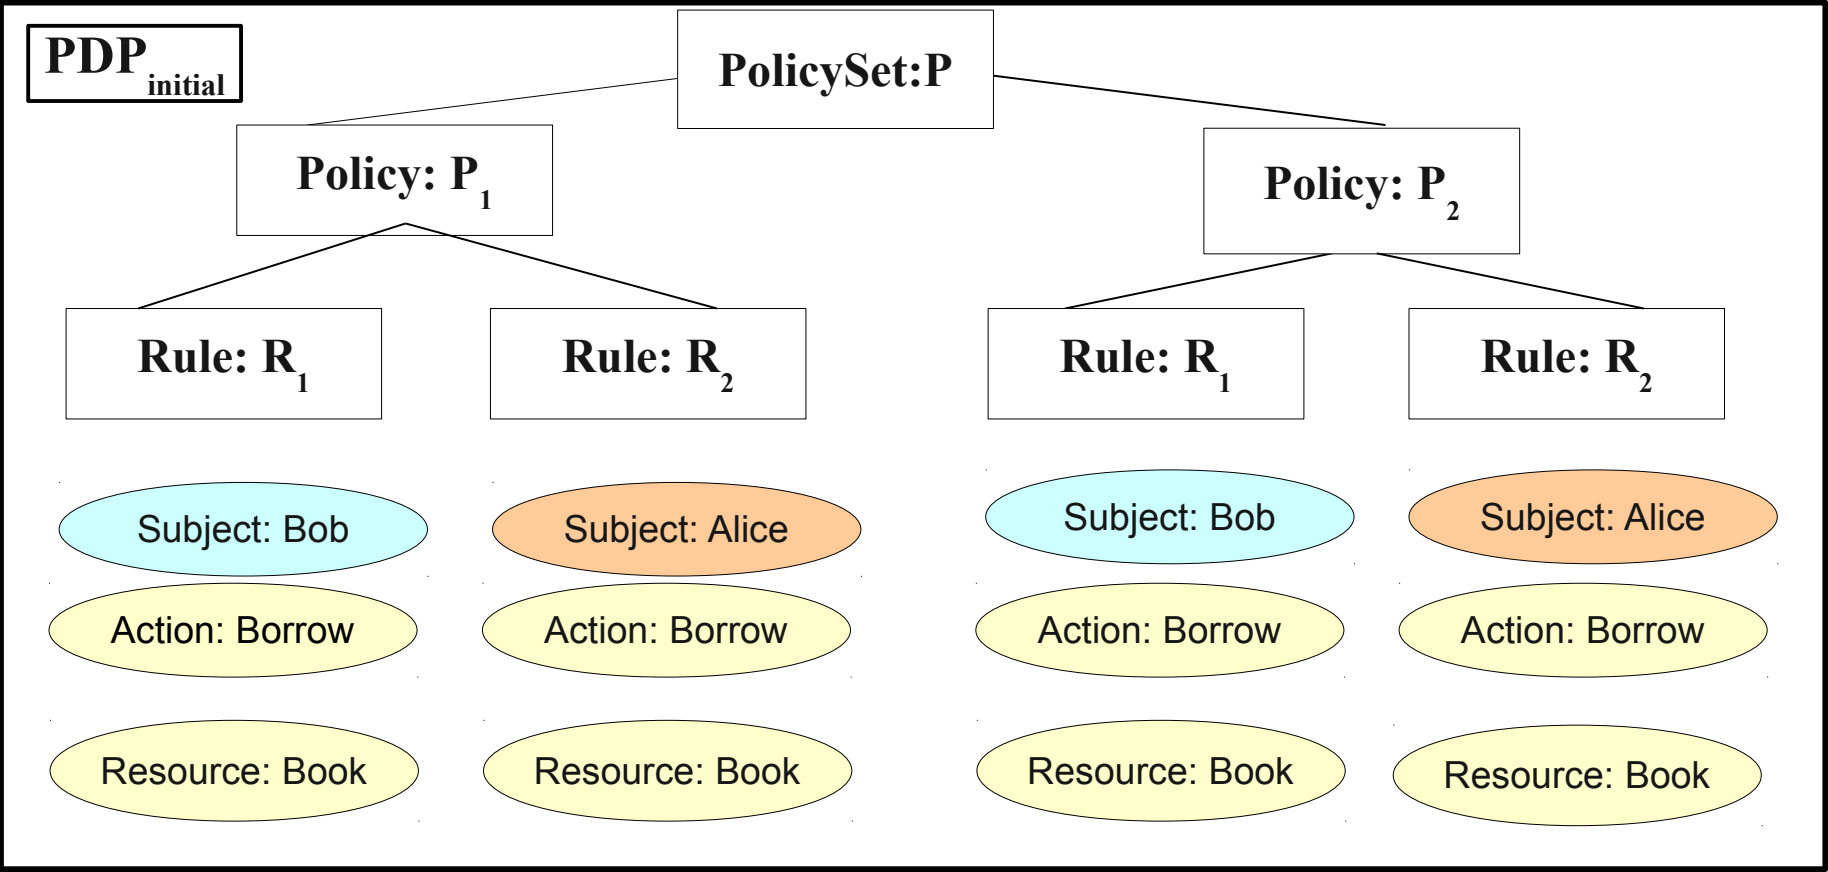 PDP initial
PolicySet:P
Policy: P1
Policy: P2
Rule: R1
Rule: R2
Rule: R1
Rule: R2
Subject: Bob
Subject: Alice
Subject: Bob
Subject: Alice
Action: Borrow
Action: Borrow
Action: Borrow
Action: Borrow
Resource: Book
Resource: Book
Resource: Book
Resource: Book